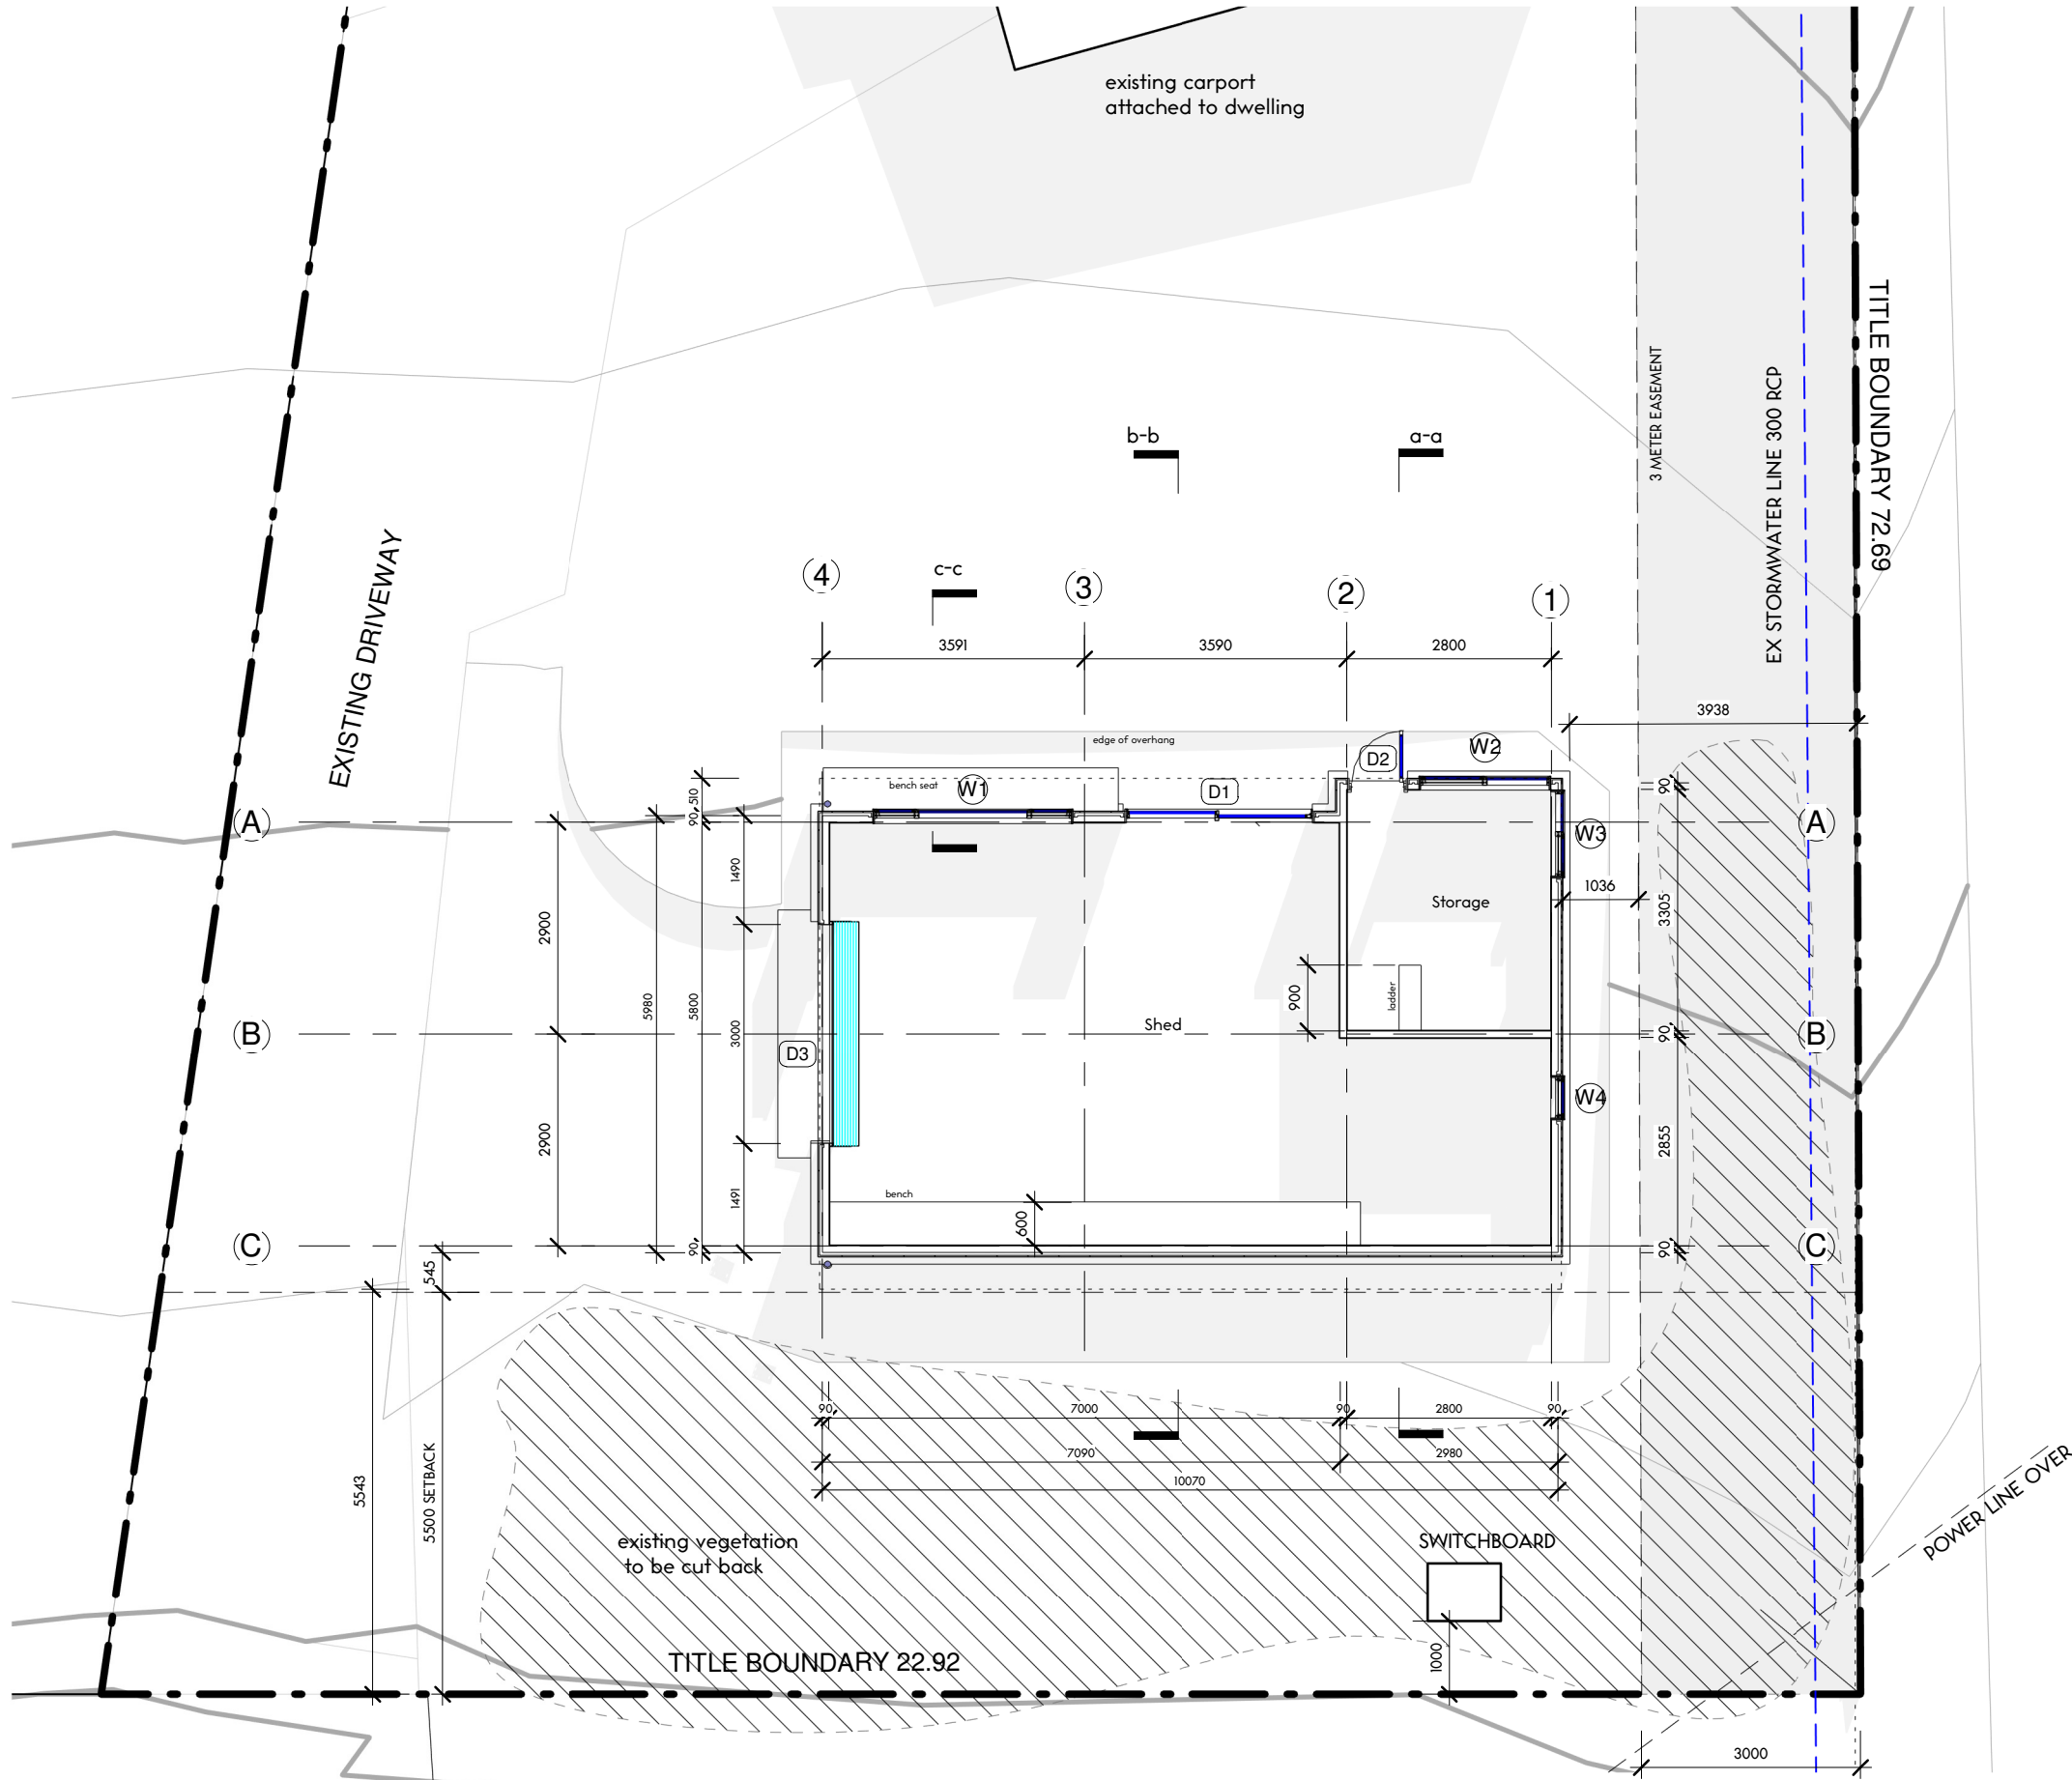 existing carport
attached to dwelling
TITLE BOUNDARY 72.69
3 METER EASEMENT
EX STORMWATER LINE 300 RCP
EXISTING DRIVEWAY
b-b
a-a
c-c
4
3
2
1
3591
3590
2800
3938
edge of overhang
bench seat
W1
D1
D2
W2
W3
W4
D3
A
A
B
B
C
C
510
90
90
1490
2900
5980
5800
3000
2900
1491
90
545
Storage
1036
3305
90
2855
90
900
ladder
Shed
bench
600
90
7000
90
2800
90
7090
2980
10070
5543
5500 SETBACK
existing vegetation
to be cut back
SWITCHBOARD
POWER LINE OVER
TITLE BOUNDARY 22.92
1000
3000